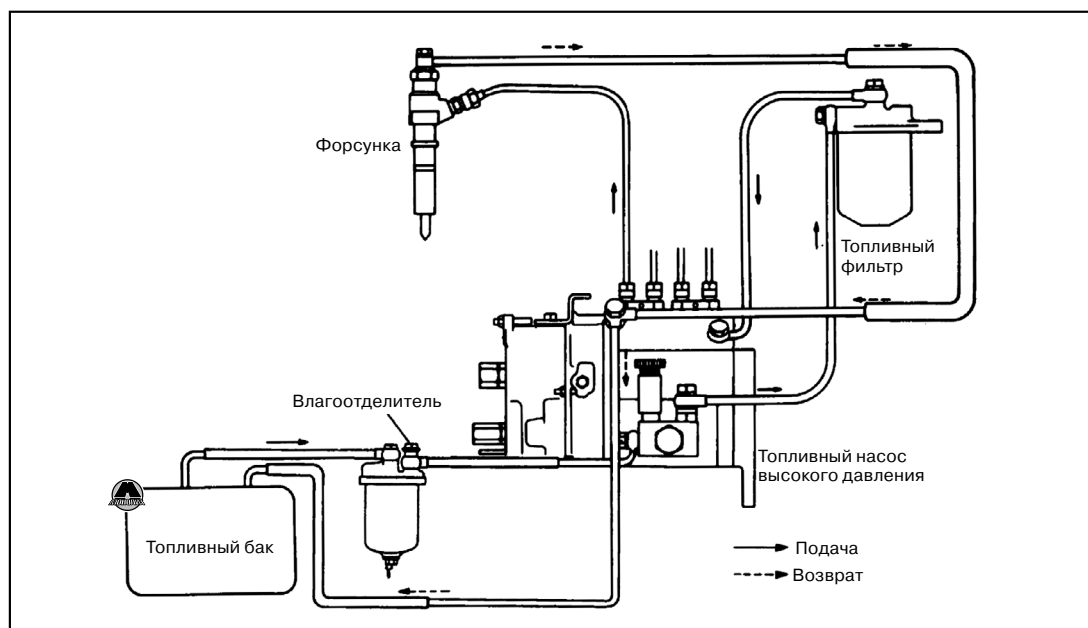 Форсунка
Топливный
фильтр
Влагоотделитель
Топливный насос
высокого давления
Топливный бак
Подача
Возврат